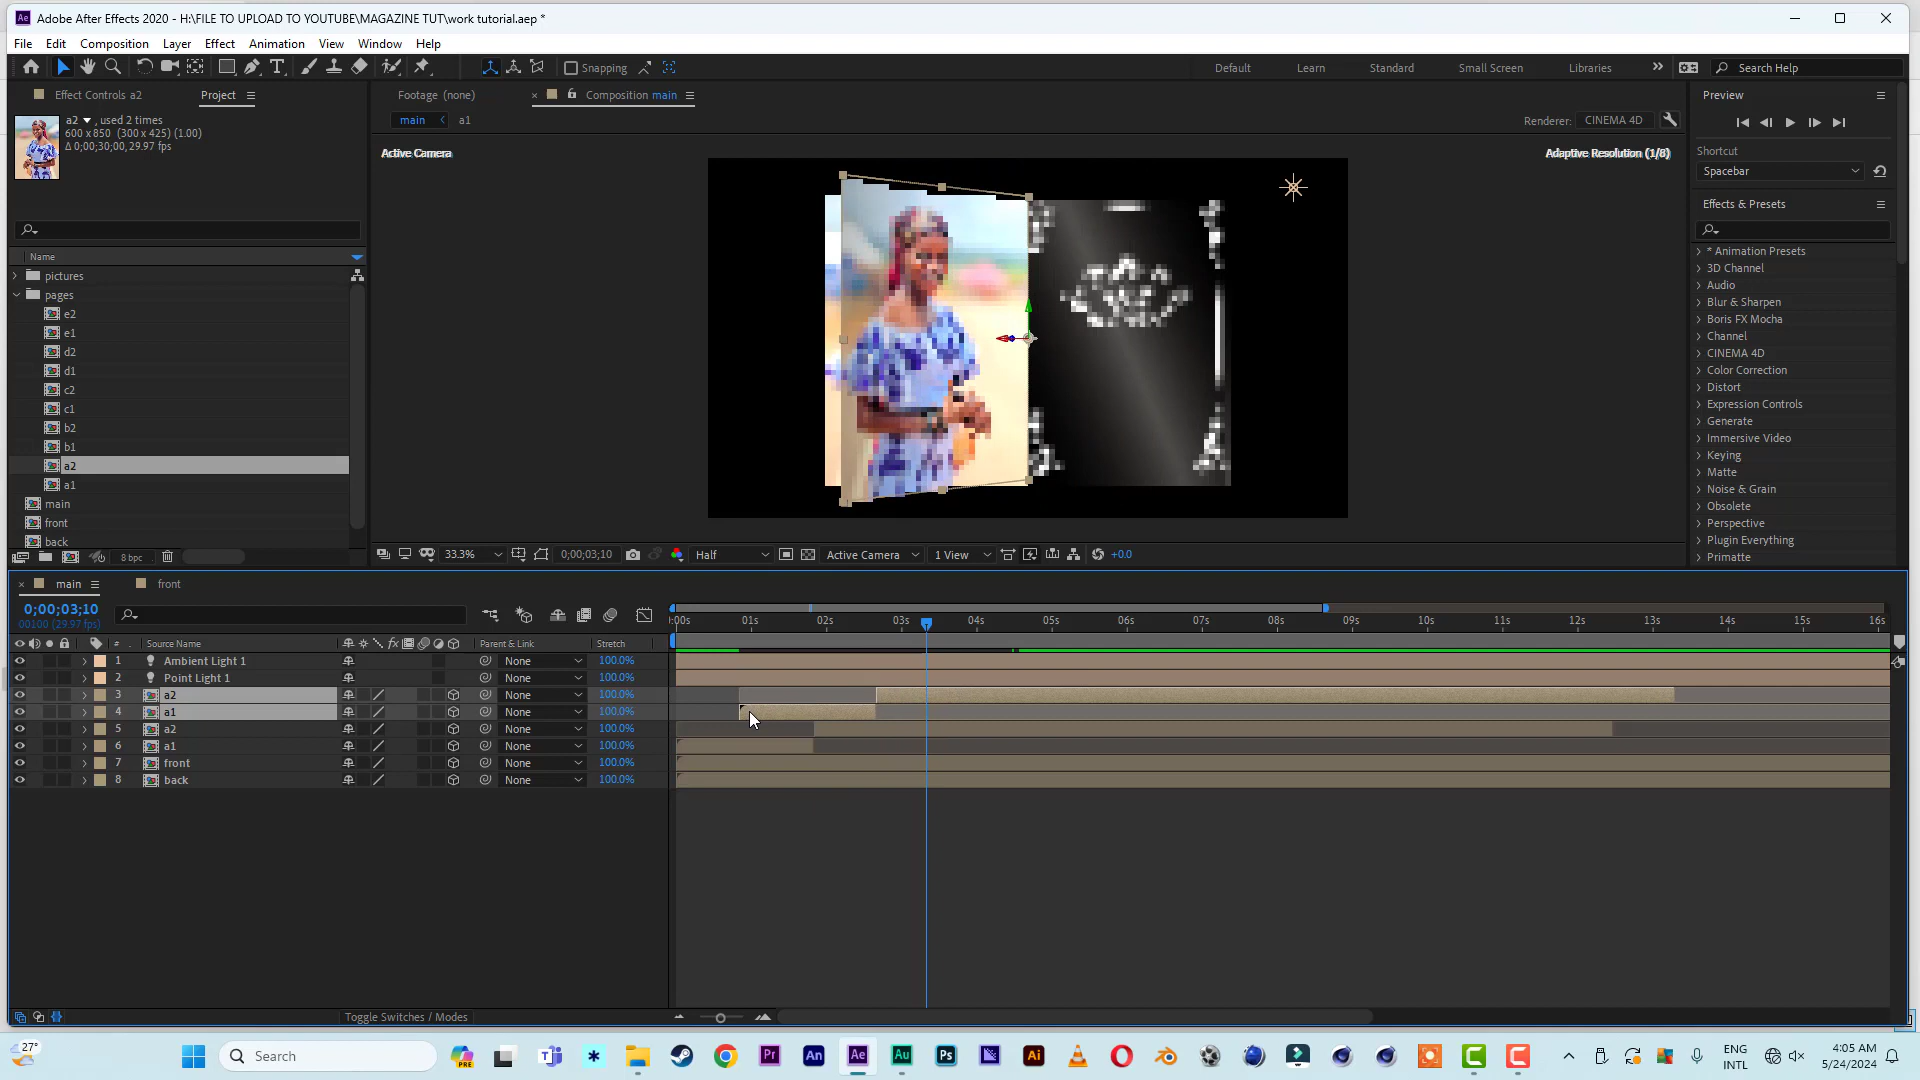 Adobe After Effects 2020 - H:\FILE TO UPLOAD TO YOUTUBE\MAGAZINE TUT\work tutorial.aep *
File Edit Composition Layer Effect Animation View Window Help
Snapping
Default Learn Standard Small Screen Libraries Search Help
Effect Controls a2 Project
Footage (none) Composition main
Preview
a2 , used 2 times
600 x 850 (300 x 425) (1.00)
Δ 0;00;30;00, 29.97 fps
main a1
Renderer: CINEMA 4D
Active Camera
Adaptive Resolution (1/8)
Shortcut
Spacebar
Effects & Presets
Name
pictures
pages
e2
e1
d2
d1
c2
c1
b2
b1
a2
a1
main
front
back
8 bpc
* Animation Presets
3D Channel
Audio
Blur & Sharpen
Boris FX Mocha
Channel
CINEMA 4D
Color Correction
Distort
Expression Controls
Generate
Immersive Video
Keying
Matte
Noise & Grain
Obsolete
Perspective
Plugin Everything
Primatte
33.3% 0;00;03;10 Half Active Camera 1 View +0.0
main front
0;00;03;10
00100 (29.97 fps)
:00s 01s 02s 03s 04s 05s 06s 07s 08s 09s 10s 11s 12s 13s 14s 15s 16s
# Source Name Parent & Link Stretch
1 Ambient Light 1 None 100.0%
2 Point Light 1 None 100.0%
3 a2 None 100.0%
4 a1 None 100.0%
5 a2 None 100.0%
6 a1 None 100.0%
7 front None 100.0%
8 back None 100.0%
Toggle Switches / Modes
27°
Search
PRE
Pr An Ae Au Ps Ai
ENG
INTL
4:05 AM
5/24/2024